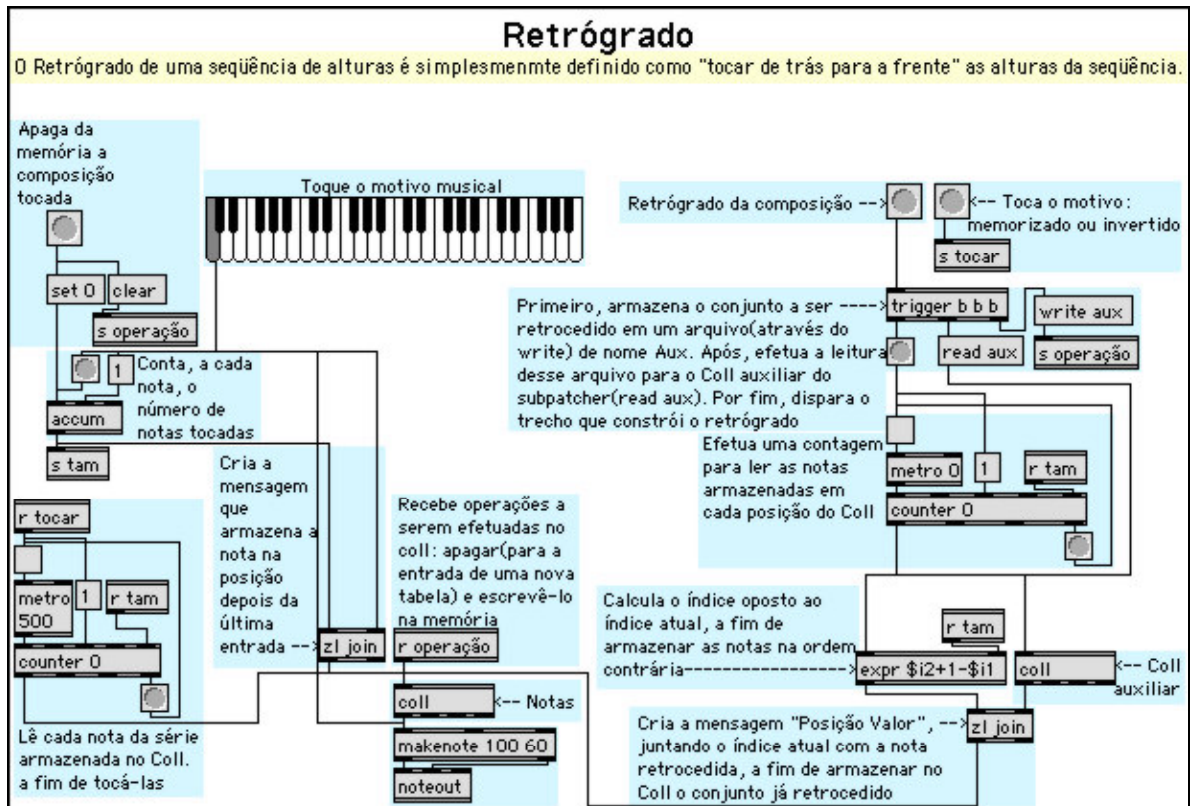 Retrógrado
O Retrógrado de uma seqüência de alturas é simplesmenmte definido como "tocar de trás para a frente" as alturas da seqüência.
Apaga da
memória a
composição
tocada
set 0
clear
s operação
1
Conta, a cada
nota, o
número de
notas tocadas
accum
s tam
Toque o motivo musical
Retrógrado da composição -->
<-- Toca o motivo:
memorizado ou invertido
s tocar
Primeiro, armazena o conjunto a ser ---->
retrocedido em um arquivo(através do
write) de nome Aux. Após, efetua a leitura
desse arquivo para o Coll auxiliar do
subpatcher(read aux). Por fim, dispara o
trecho que constrói o retrógrado
trigger b b b
write aux
read aux
s operação
Efetua uma contagem
para ler as notas
armazenadas em
cada posição do Coll
metro 0
1
r tam
counter 0
r tocar
metro
500
1
r tam
counter 0
Lê cada nota da série
armazenada no Coll.
a fim de tocá-las
Cria a
mensagem
que
armazena a
nota na
posição
depois da
última
entrada -->
zl join
Recebe operações a
serem efetuadas no
coll: apagar(para a
entrada de uma nova
tabela) e escrevê-lo
na memória
r operação
coll
<-- Notas
makenote 100 60
noteout
Calcula o índice oposto ao
índice atual, a fim de
armazenar as notas na ordem
contrária----------------->
r tam
expr $i2+1-$i1
coll
<-- Coll
auxiliar
Cria a mensagem "Posição Valor", -->
juntando o índice atual com a nota
retrocedida, a fim de armazenar no
Coll o conjunto já retrocedido
zl join